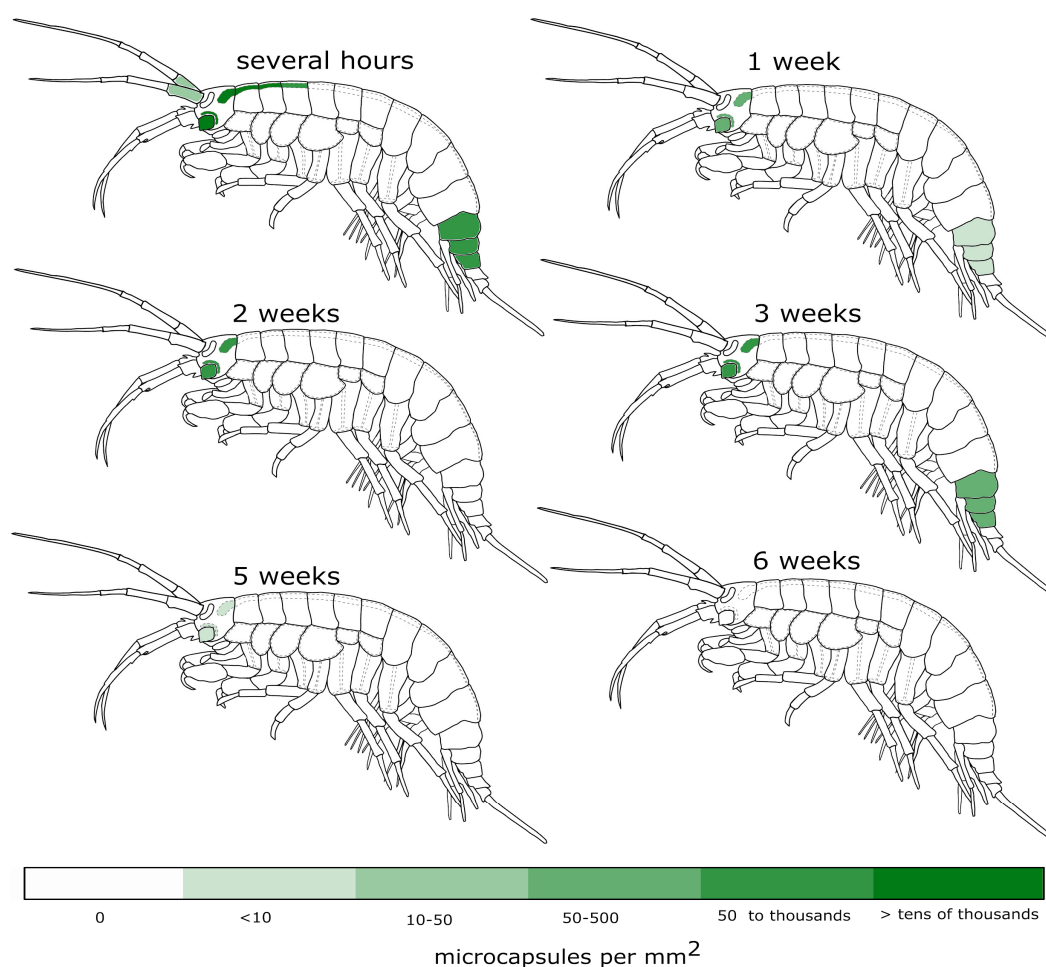 several hours
1 week
2 weeks
3 weeks
5 weeks
6 weeks
0
<10
10-50
50-500
50 to thousands
> tens of thousands
microcapsules per mm2